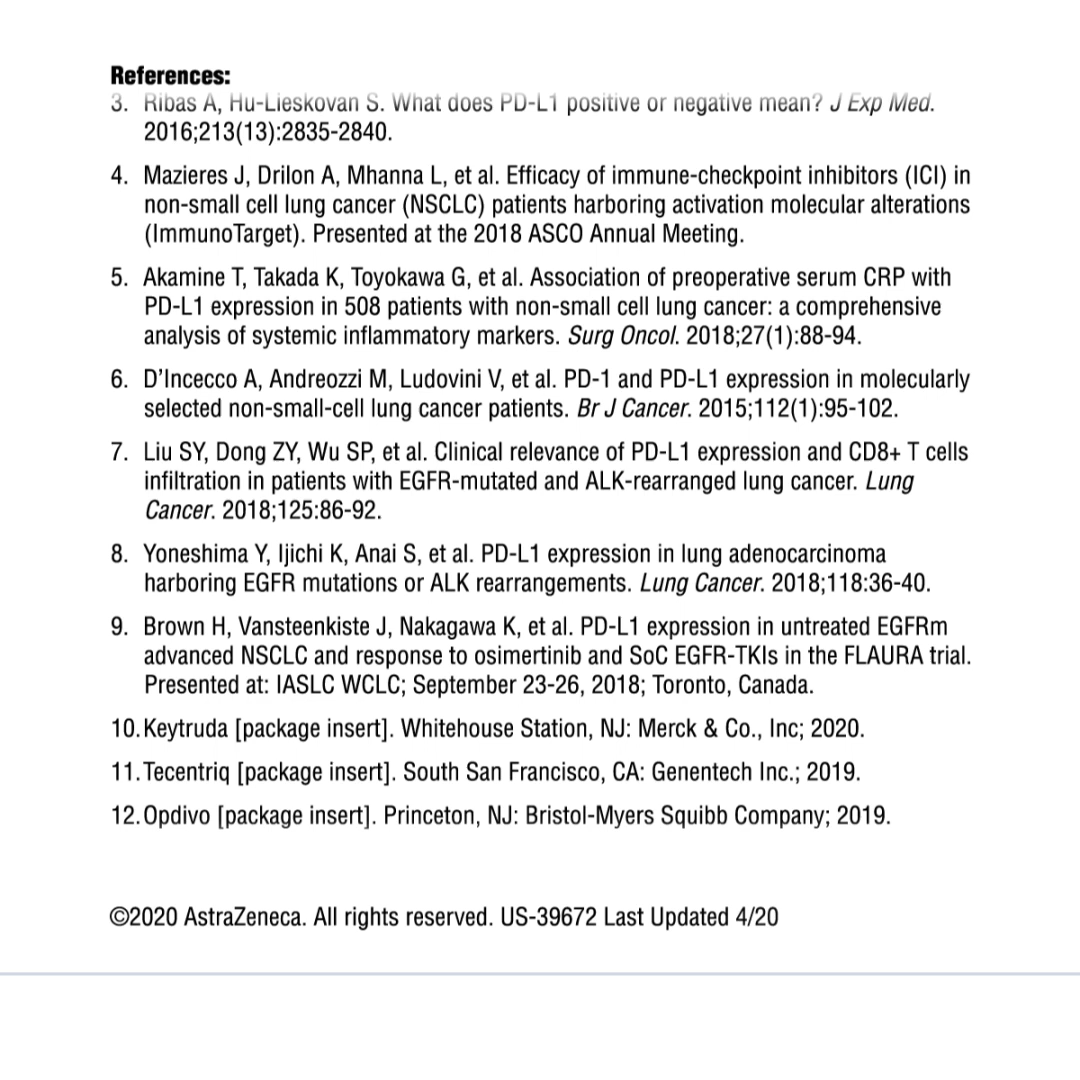 References:
3. Ribas A, Hu-Lieskovan S. What does PD-L1 positive or negative mean? J Exp Med.
2016;213(13):2835-2840.
4. Mazieres J, Drilon A, Mhanna L, et al. Efficacy of immune-checkpoint inhibitors (ICI) in
non-small cell lung cancer (NSCLC) patients harboring activation molecular alterations
(ImmunoTarget). Presented at the 2018 ASCO Annual Meeting.
5. Akamine T, Takada K, Toyokawa G, et al. Association of preoperative serum CRP with
PD-L1 expression in 508 patients with non-small cell lung cancer: a comprehensive
analysis of systemic inflammatory markers. Surg Oncol. 2018;27(1):88-94.
6. D’Incecco A, Andreozzi M, Ludovini V, et al. PD-1 and PD-L1 expression in molecularly
selected non-small-cell lung cancer patients. Br J Cancer. 2015;112(1):95-102.
7. Liu SY, Dong ZY, Wu SP, et al. Clinical relevance of PD-L1 expression and CD8+ T cells
infiltration in patients with EGFR-mutated and ALK-rearranged lung cancer. Lung
Cancer. 2018;125:86-92.
8. Yoneshima Y, Ijichi K, Anai S, et al. PD-L1 expression in lung adenocarcinoma
harboring EGFR mutations or ALK rearrangements. Lung Cancer. 2018;118:36-40.
9. Brown H, Vansteenkiste J, Nakagawa K, et al. PD-L1 expression in untreated EGFRm
advanced NSCLC and response to osimertinib and SoC EGFR-TKIs in the FLAURA trial.
Presented at: IASLC WCLC; September 23-26, 2018; Toronto, Canada.
10. Keytruda [package insert]. Whitehouse Station, NJ: Merck & Co., Inc; 2020.
11. Tecentriq [package insert]. South San Francisco, CA: Genentech Inc.; 2019.
12. Opdivo [package insert]. Princeton, NJ: Bristol-Myers Squibb Company; 2019.
©2020 AstraZeneca. All rights reserved. US-39672 Last Updated 4/20